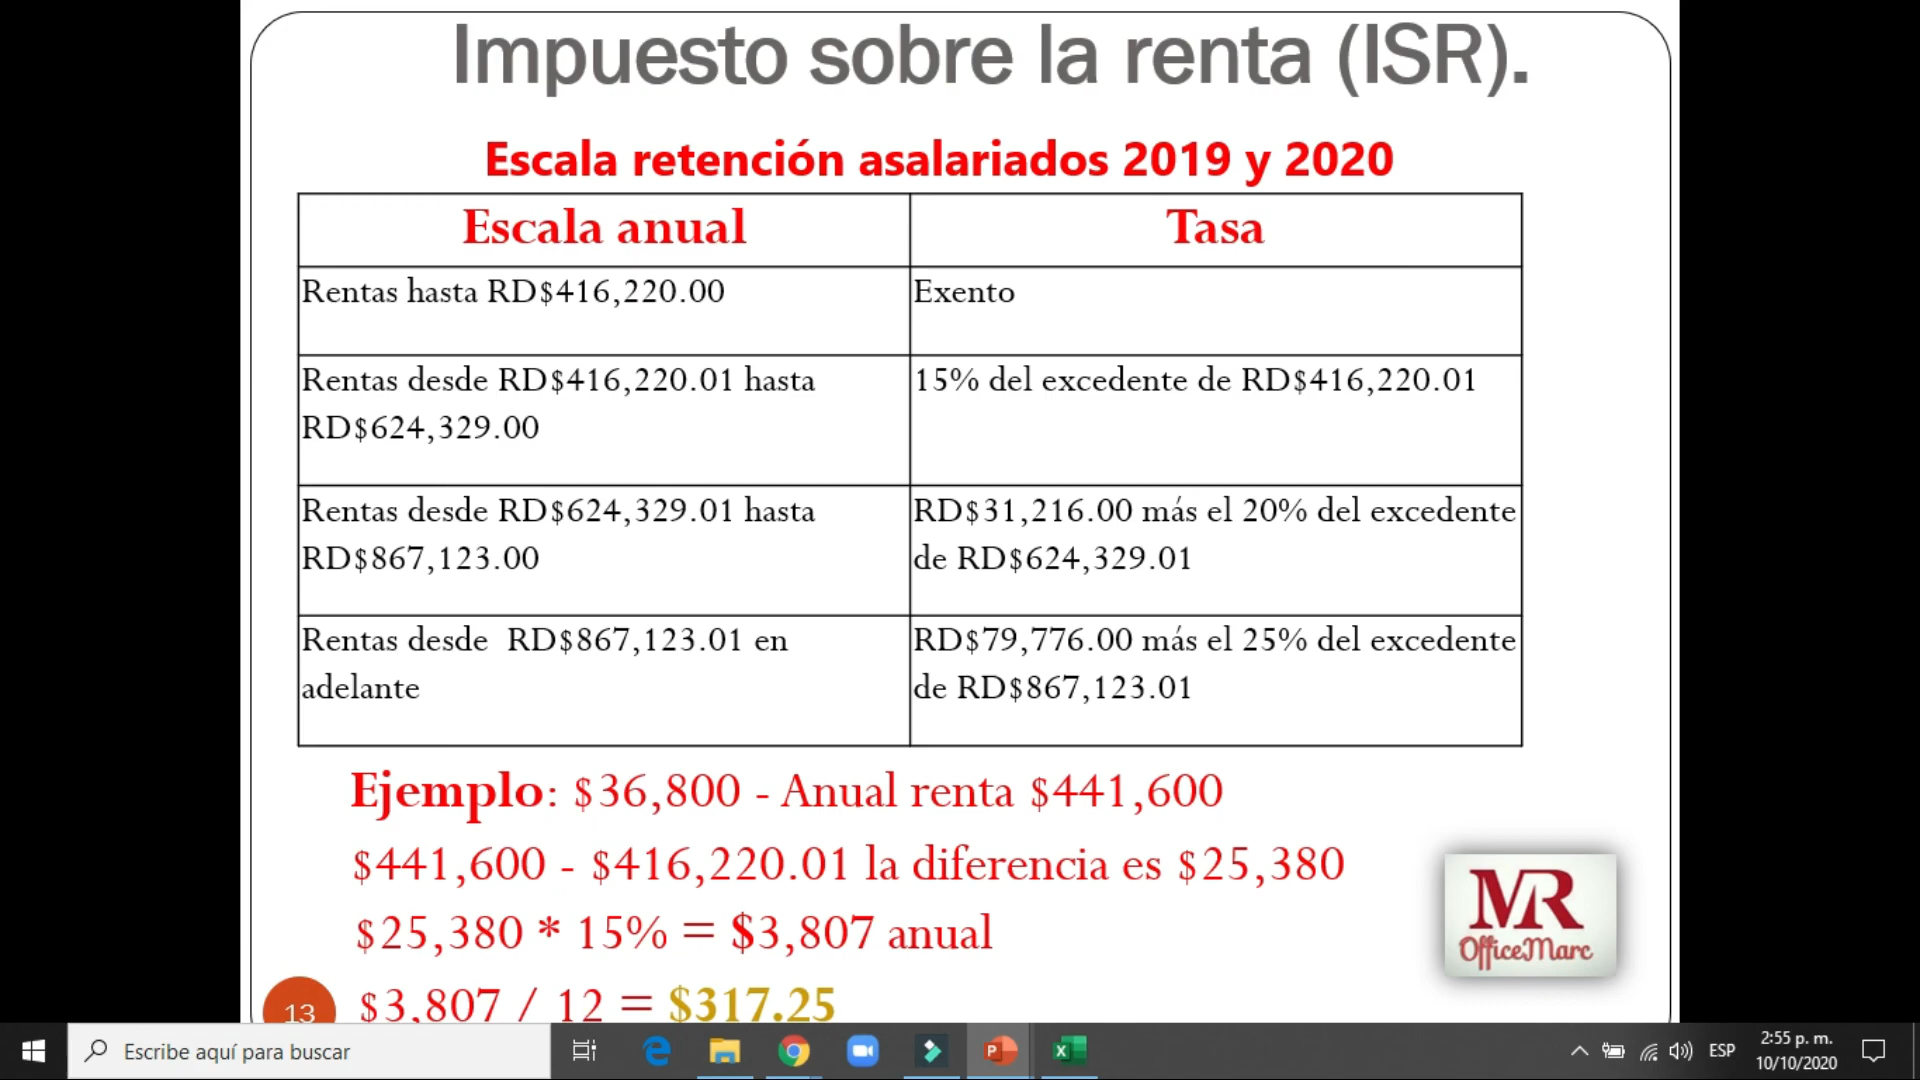 Impuesto sobre la renta (ISR).
Escala retención asalariados 2019 y 2020
Escala anual
Tasa
Rentas hasta RD$416,220.00
Exento
Rentas desde RD$416,220.01 hasta
RD$624,329.00
15% del excedente de RD$416,220.01
Rentas desde RD$624,329.01 hasta
RD$867,123.00
RD$31,216.00 más el 20% del excedente
de RD$624,329.01
Rentas desde RD$867,123.01 en
adelante
RD$79,776.00 más el 25% del excedente
de RD$867,123.01
Ejemplo: $36,800 - Anual renta $441,600
$441,600 - $416,220.01 la diferencia es $25,380
$25,380 * 15% = $3,807 anual
$3,807 / 12 = $317.25
MR
OfficeMarc
13
Escribe aquí para buscar
ESP
2:55 p. m.
10/10/2020